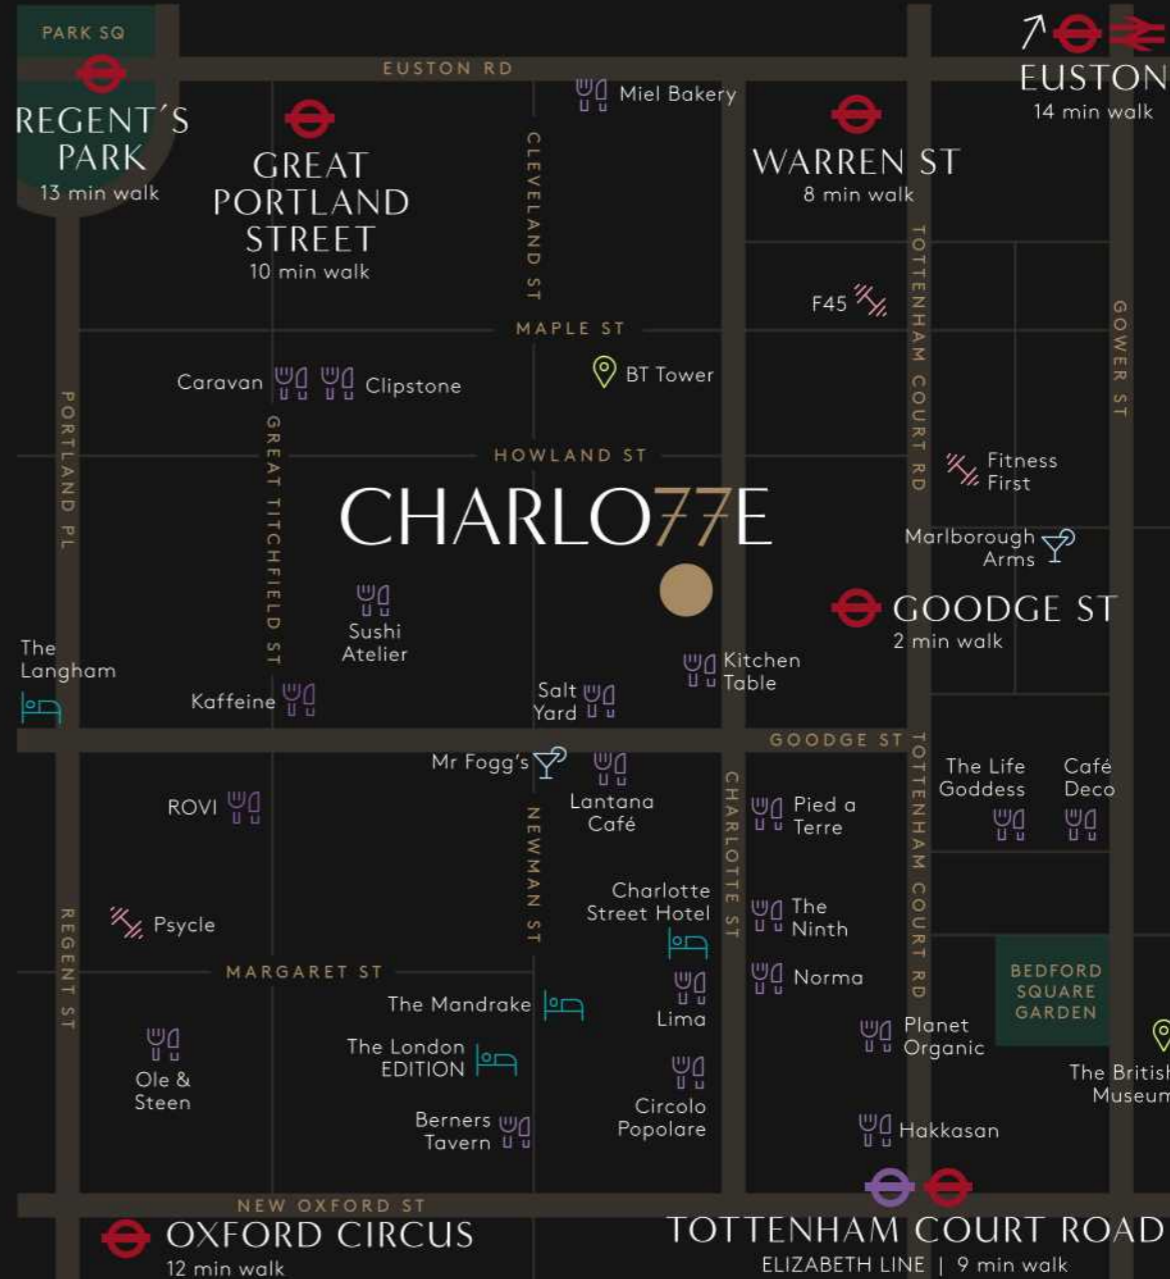 PARK SQ
REGENT´S
PARK
13 min walk
EUSTON RD
EUSTON
14 min walk
Miel Bakery
GREAT
PORTLAND
STREET
10 min walk
CLEVELAND ST
WARREN ST
8 min walk
TOTTENHAM COURT RD
GOWER ST
F45
MAPLE ST
BT Tower
Caravan
Clipstone
PORTLAND PL
GREAT TITCHFIELD ST
HOWLAND ST
Fitness
First
CHARLO77E
Marlborough
Arms
GOODGE ST
2 min walk
Sushi
Atelier
The
Langham
Kaffeine
Salt
Yard
Kitchen
Table
GOODGE ST
Mr Fogg's
Lantana
Café
ROVI
NEWMAN ST
CHARLOTTE ST
Pied a
Terre
TOTTENHAM COURT RD
The Life
Goddess
Café
Deco
Charlotte
Street Hotel
The
Ninth
Psycle
REGENT ST
MARGARET ST
Norma
BEDFORD
SQUARE
GARDEN
The Mandrake
Lima
The London
EDITION
Planet
Organic
The British
Museum
Ole &
Steen
Circolo
Popolare
Berners
Tavern
Hakkasan
NEW OXFORD ST
OXFORD CIRCUS
12 min walk
TOTTENHAM COURT ROAD
ELIZABETH LINE | 9 min walk